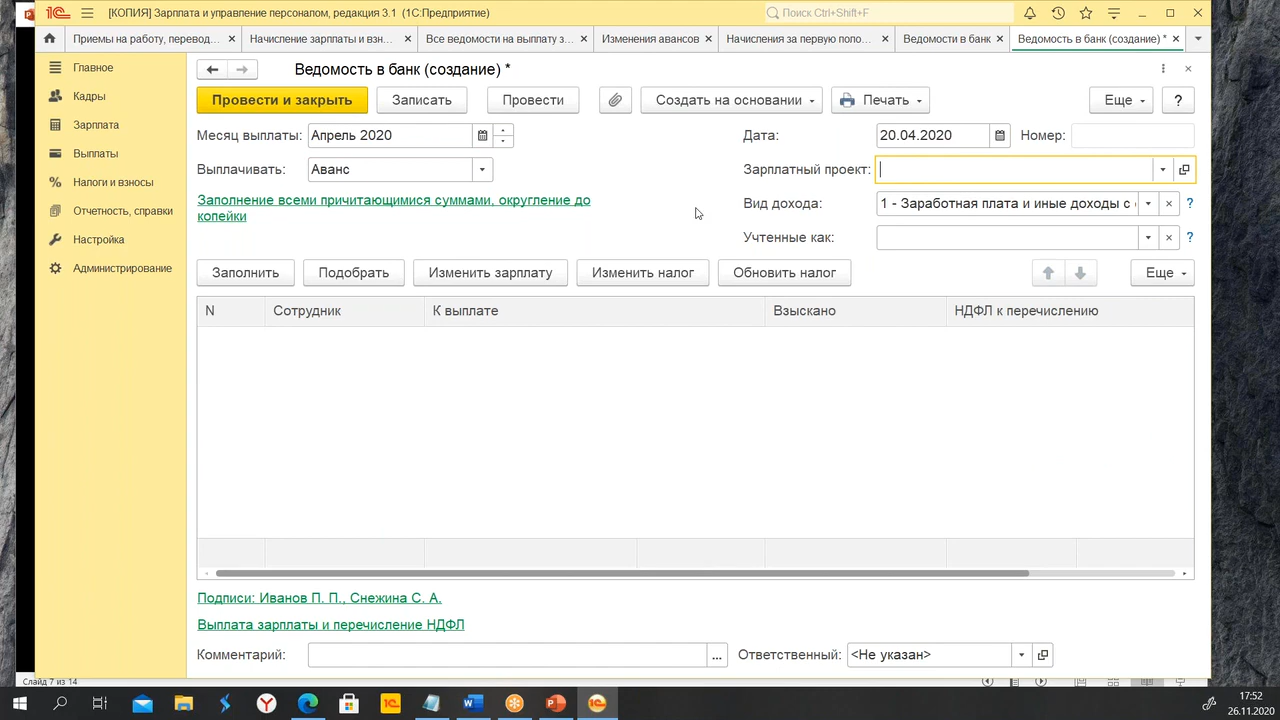 [КОПИЯ] Зарплата и управление персоналом, редакция 3.1 (1С:Предприятие)
Поиск Ctrl+Shift+F
Приемы на работу, перевод...
Начисление зарплаты и взн...
Все ведомости на выплату з...
Изменения авансов
Начисления за первую поло...
Ведомости в банк
Ведомость в банк (создание) *
Главное
Кадры
Зарплата
Выплаты
Налоги и взносы
Отчетность, справки
Настройка
Администрирование
Ведомость в банк (создание) *
Провести и закрыть
Записать
Провести
Создать на основании
Печать
Еще
?
Месяц выплаты: Апрель 2020
Дата: 20.04.2020
Номер:
Выплачивать: Аванс
Зарплатный проект:
Заполнение всеми причитающимися суммами, округление до
копейки
Вид дохода: 1 - Заработная плата и иные доходы с
?
Учтенные как:
?
Заполнить
Подобрать
Изменить зарплату
Изменить налог
Обновить налог
Еще
N
Сотрудник
К выплате
Взыскано
НДФЛ к перечислению
Подписи: Иванов П. П., Снежина С. А.
Выплата зарплаты и перечисление НДФЛ
Комментарий:
...
Ответственный: <Не указан>
Слайд 7 из 14
17:52
26.11.2020